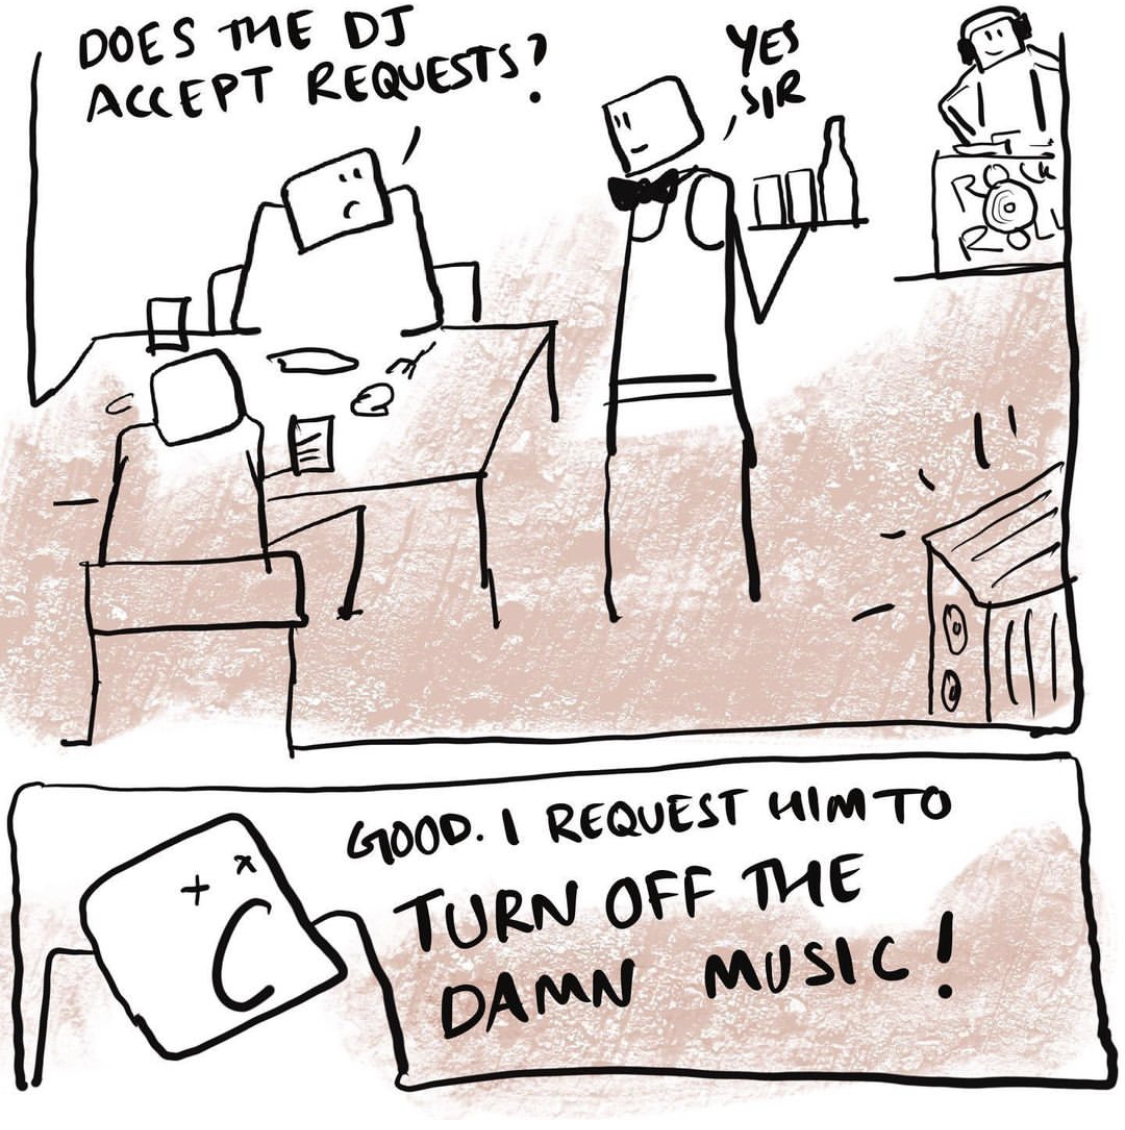 DOES THE DJ
ACCEPT REQUESTS?
YES
SIR
ROCK
ROLL
GOOD. I REQUEST HIM TO
TURN OFF THE
DAMN MUSIC!